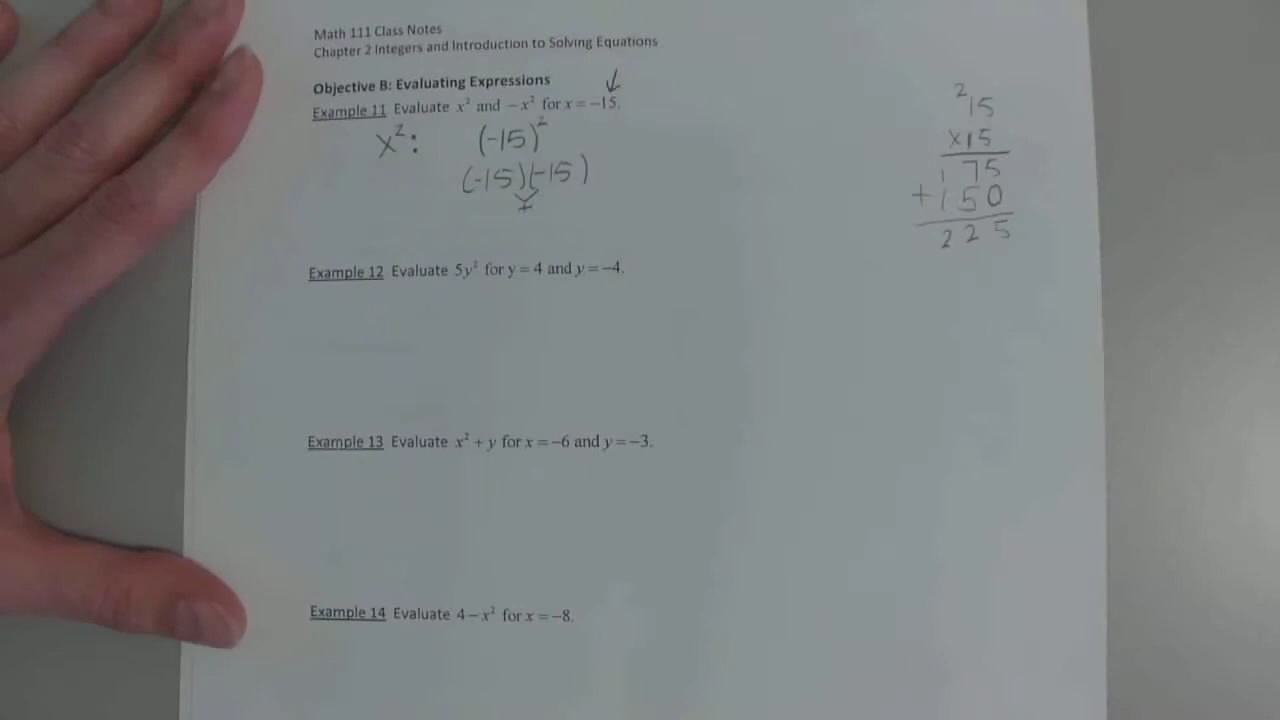 Math 111 Class Notes
Chapter 2 Integers and Introduction to Solving Equations
Objective B: Evaluating Expressions
Example 11 Evaluate x² and −x² for x = −15.
x²: (-15)²
(-15)(-15)
+
2
15
x15
175
+150
225
Example 12 Evaluate 5y² for y = 4 and y = −4.
Example 13 Evaluate x² + y for x = −6 and y = −3.
Example 14 Evaluate 4 − x² for x = −8.